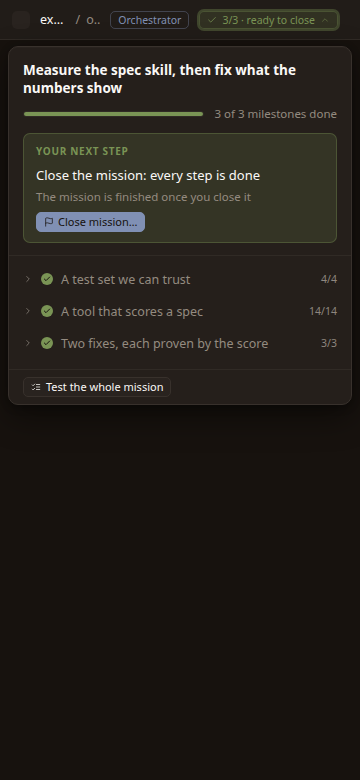 ex... / o.. Orchestrator 3/3 · ready to close
Measure the spec skill, then fix what the
numbers show
3 of 3 milestones done
YOUR NEXT STEP
Close the mission: every step is done
The mission is finished once you close it
Close mission...
A test set we can trust 4/4
A tool that scores a spec 14/14
Two fixes, each proven by the score 3/3
Test the whole mission